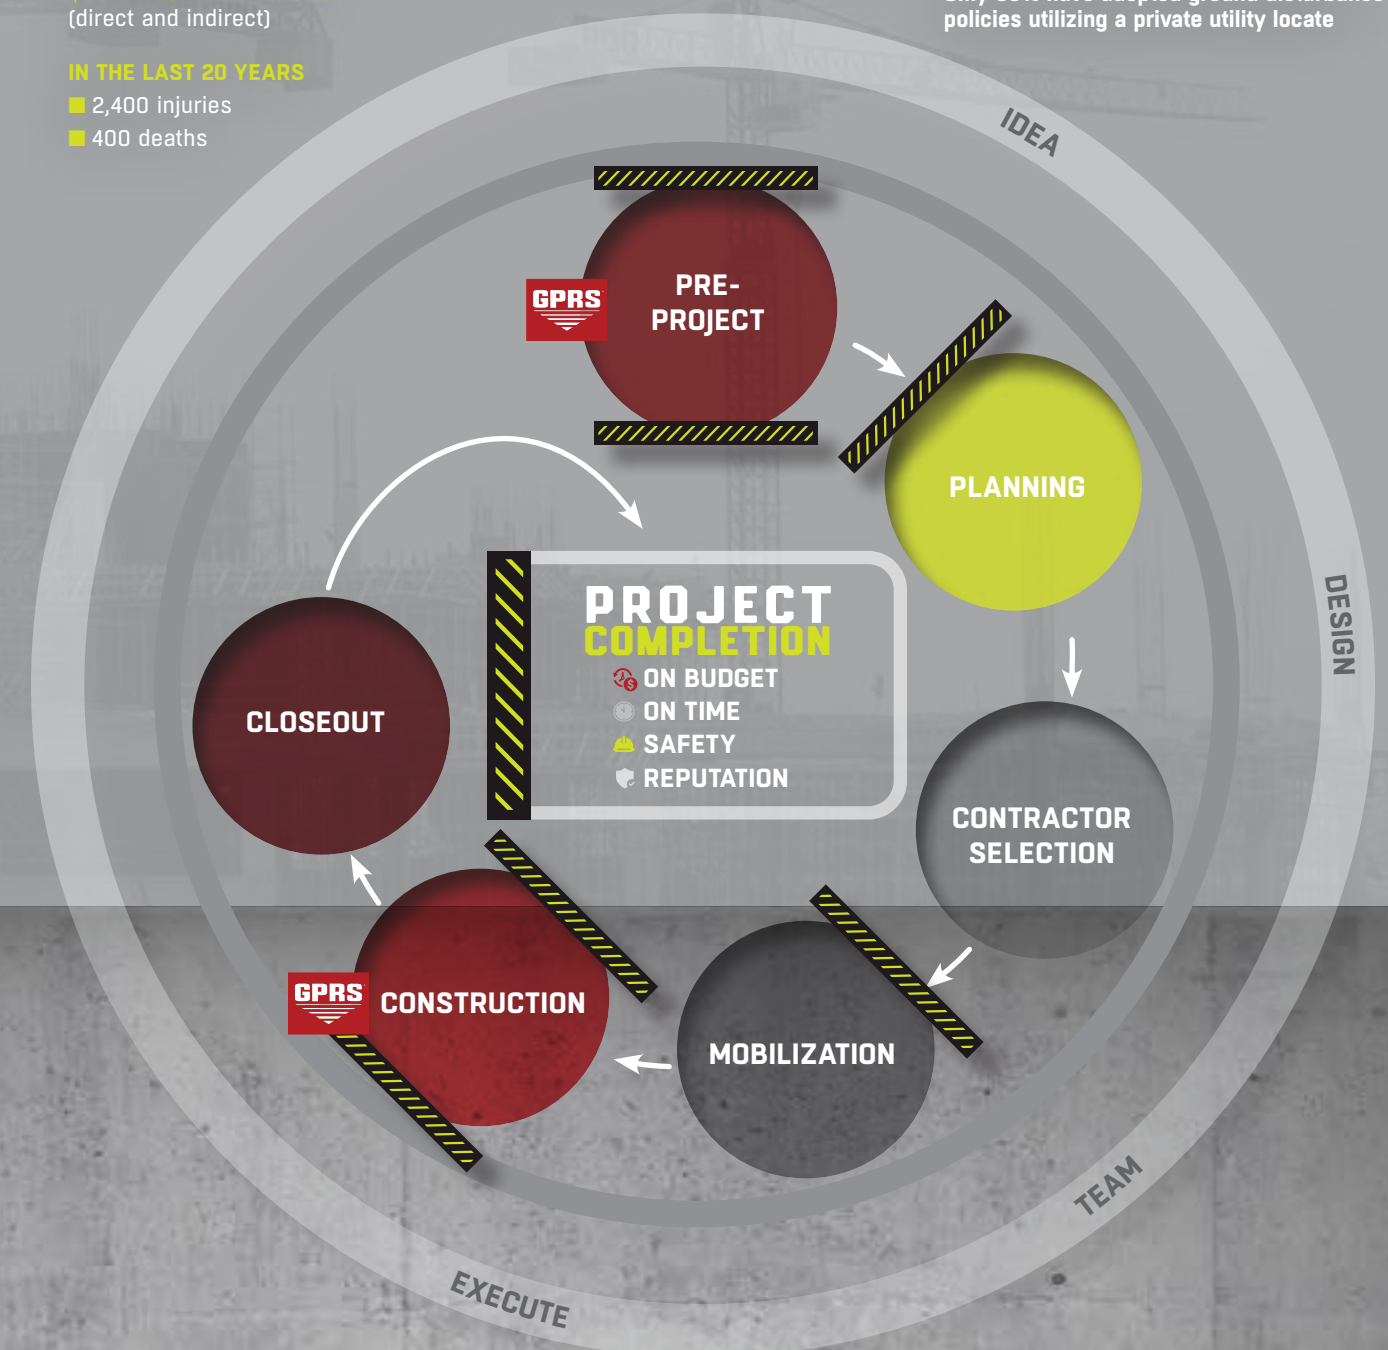 (direct and indirect)
policies utilizing a private utility locate
IN THE LAST 20 YEARS
2,400 injuries
400 deaths
IDEA
PRE-
PROJECT
GPRS
PLANNING
DESIGN
PROJECT
COMPLETION
ON BUDGET
ON TIME
SAFETY
REPUTATION
CLOSEOUT
CONTRACTOR
SELECTION
GPRS
CONSTRUCTION
MOBILIZATION
TEAM
EXECUTE